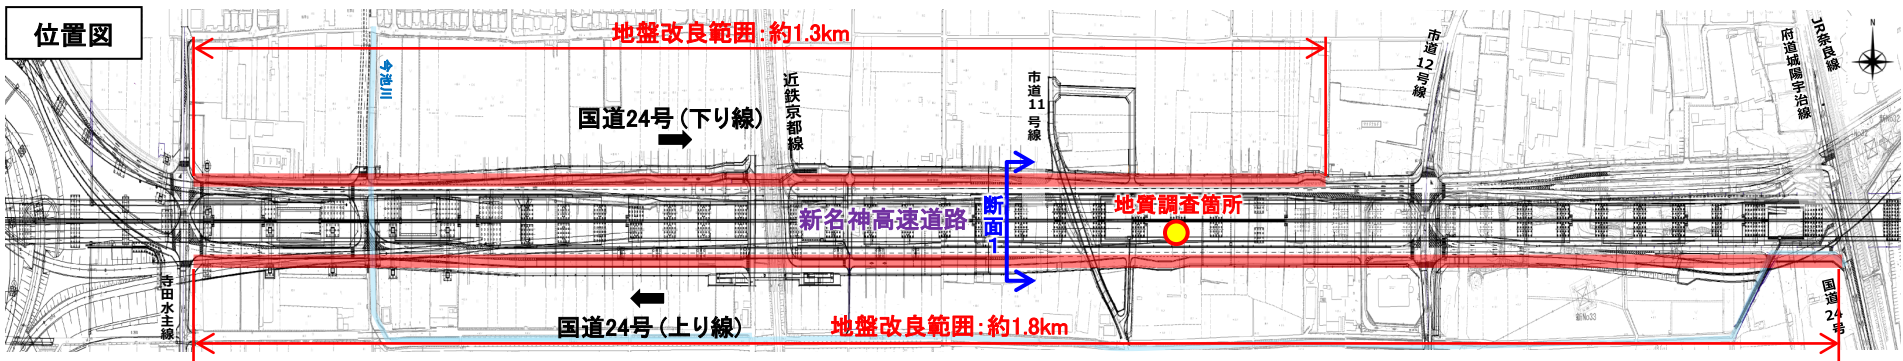 位置図
地盤改良範囲：約1.3km
今池川
国道24号（下り線）
近鉄京都線
市道11号線
市道12号線
府道城陽宇治線
JR奈良線
N
新名神高速道路
断面1
地質調査箇所
寺田水主線
国道24号（上り線）
地盤改良範囲：約1.8km
国道24号
新No33